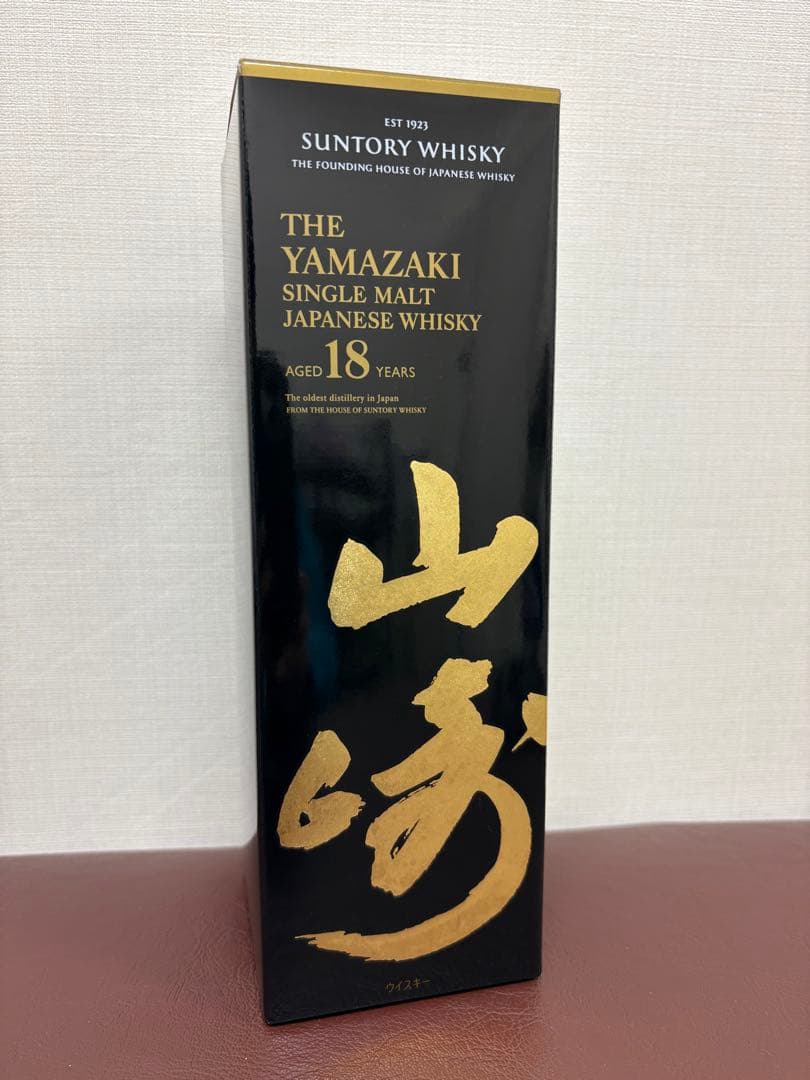 EST 1923
SUNTORY WHISKY
THE FOUNDING HOUSE OF JAPANESE WHISKY
THE
YAMAZAKI
SINGLE MALT
JAPANESE WHISKY
AGED 18 YEARS
The oldest distillery in Japan
FROM THE HOUSE OF SUNTORY WHISKY
山
崎
ウイスキー